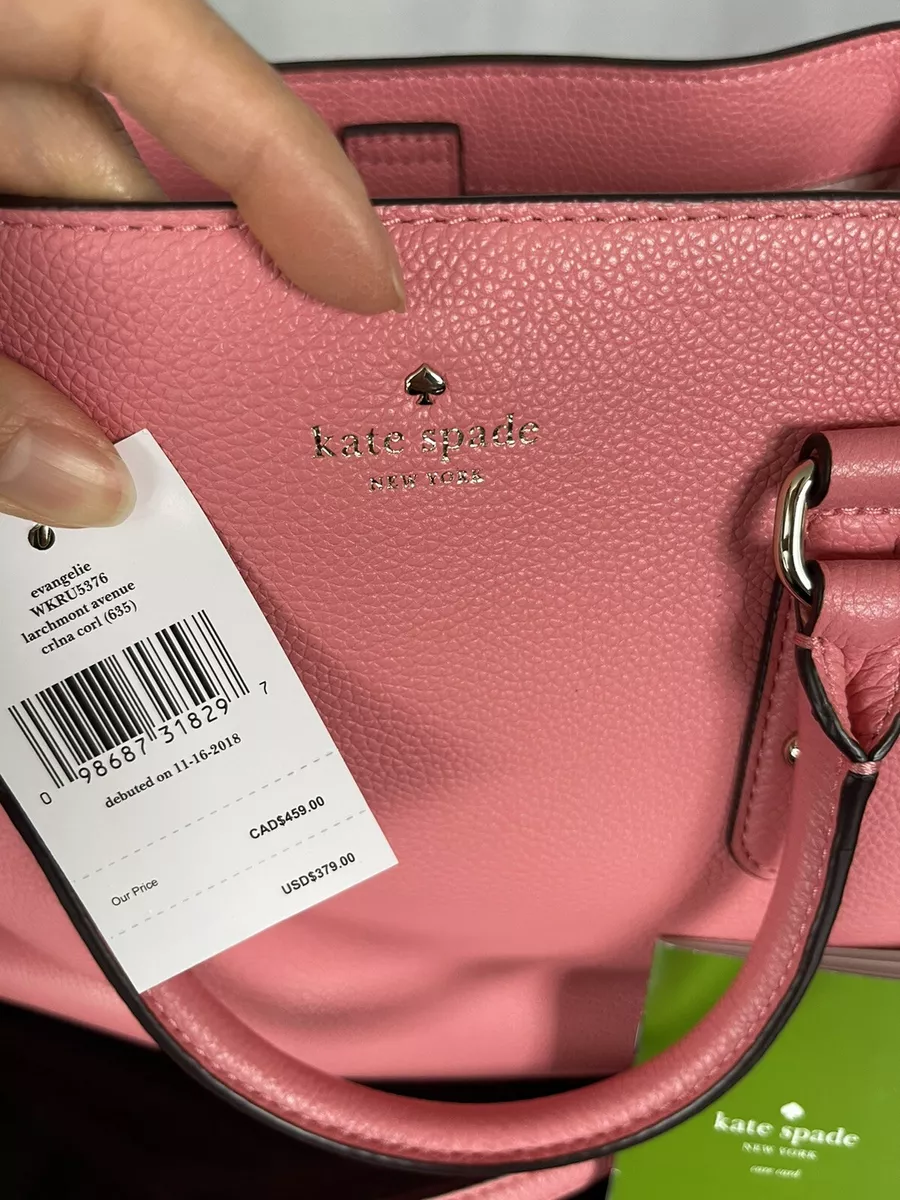 kate spade
NEW YORK
evangelie
WKRU5376
larchmont avenue
crlna corl (635)
0 98687 31829 7
debuted on 11-16-2018
CAD$459.00
Our Price
USD$379.00
kate spade
NEW YORK
care card